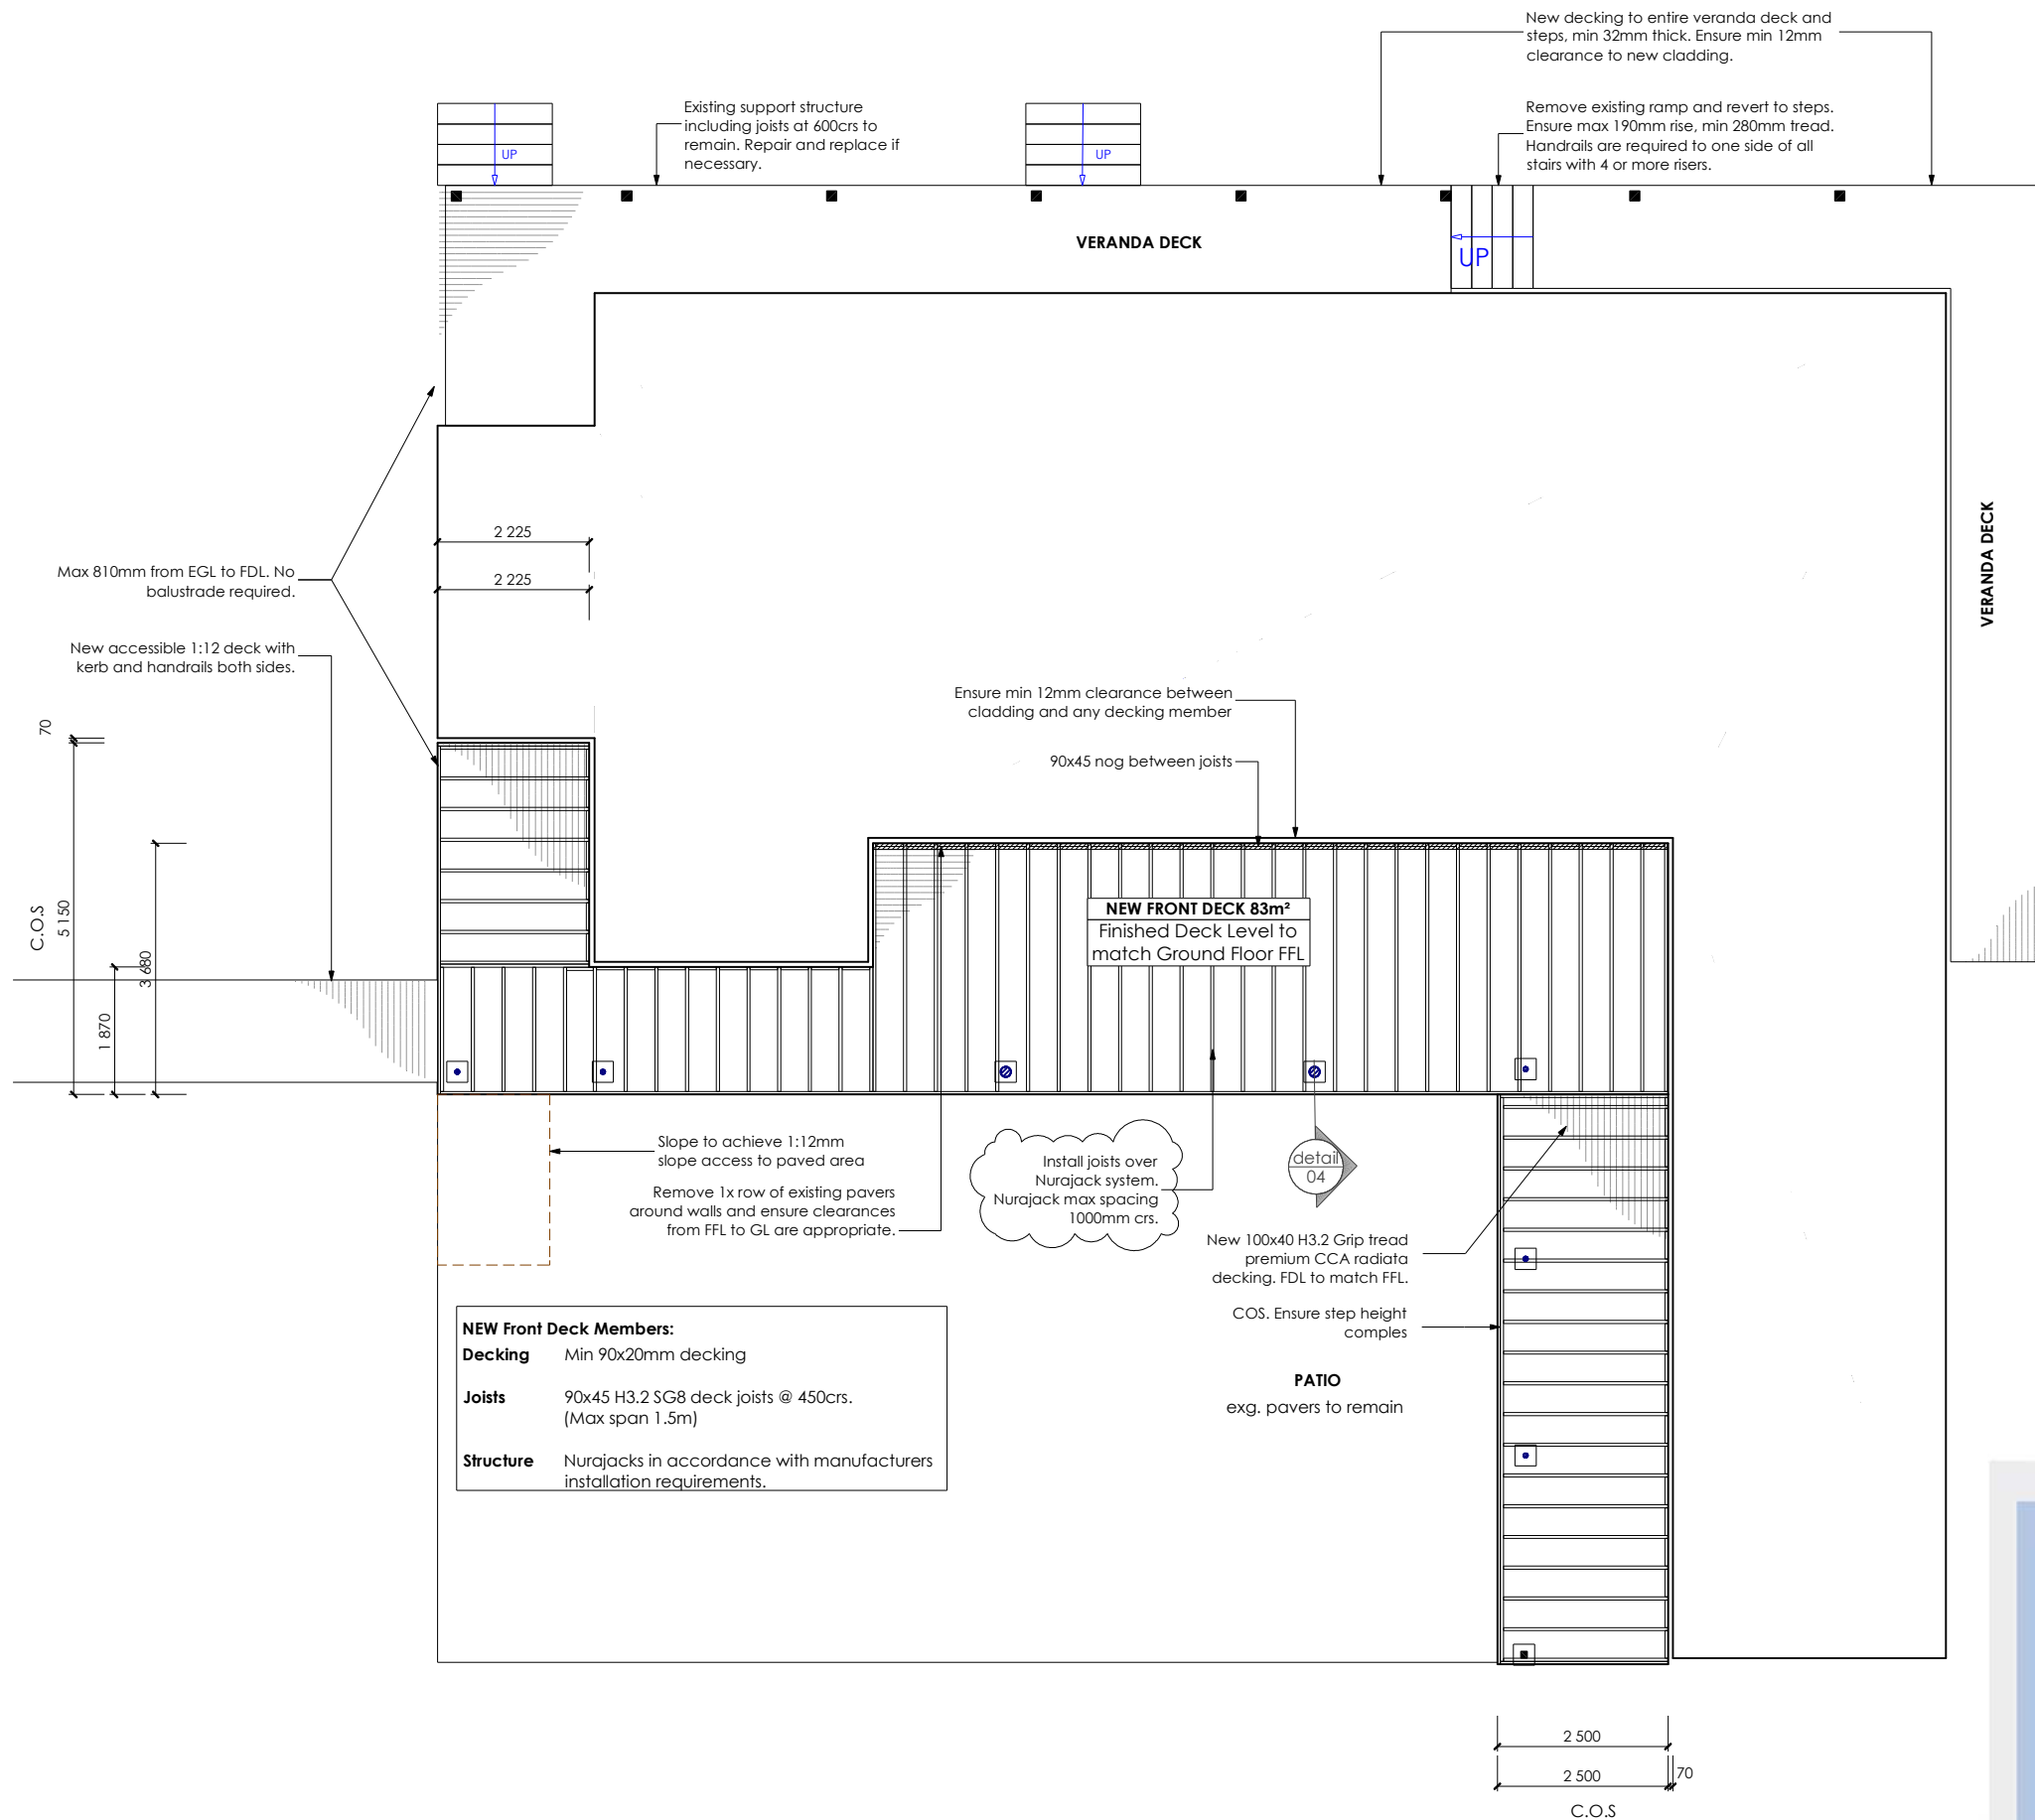 New decking to entire veranda deck and
steps, min 32mm thick. Ensure min 12mm
clearance to new cladding.
Existing support structure
including joists at 600crs to
remain. Repair and replace if
necessary.
Remove existing ramp and revert to steps.
Ensure max 190mm rise, min 280mm tread.
Handrails are required to one side of all
stairs with 4 or more risers.
UP
UP
VERANDA DECK
UP
VERANDA DECK
2 225
2 225
Max 810mm from EGL to FDL. No
balustrade required.
New accessible 1:12 deck with
kerb and handrails both sides.
Ensure min 12mm clearance between
cladding and any decking member
90x45 nog between joists
70
C.O.S
5 150
3 680
1 870
NEW FRONT DECK 83m²
Finished Deck Level to
match Ground Floor FFL
Slope to achieve 1:12mm
slope access to paved area
Remove 1x row of existing pavers
around walls and ensure clearances
from FFL to GL are appropriate.
Install joists over
Nurajack system.
Nurajack max spacing
1000mm crs.
detail
04
New 100x40 H3.2 Grip tread
premium CCA radiata
decking. FDL to match FFL.
COS. Ensure step height
comples
PATIO
exg. pavers to remain
NEW Front Deck Members:
Decking Min 90x20mm decking
Joists 90x45 H3.2 SG8 deck joists @ 450crs.
(Max span 1.5m)
Structure Nurajacks in accordance with manufacturers
installation requirements.
2 500
2 500
70
C.O.S